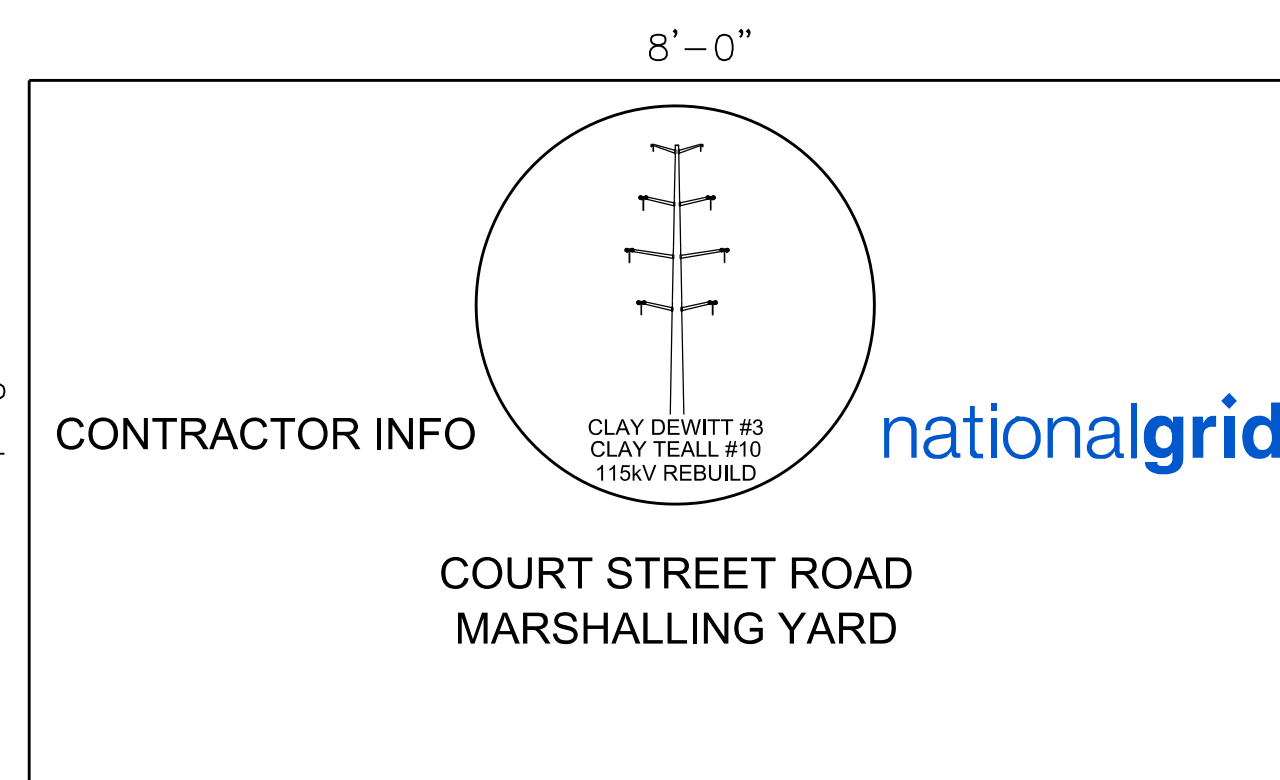 8'-0"
CONTRACTOR INFO
CLAY DEWITT #3
CLAY TEALL #10
115kV REBUILD
nationalgrid
COURT STREET ROAD
MARSHALLING YARD